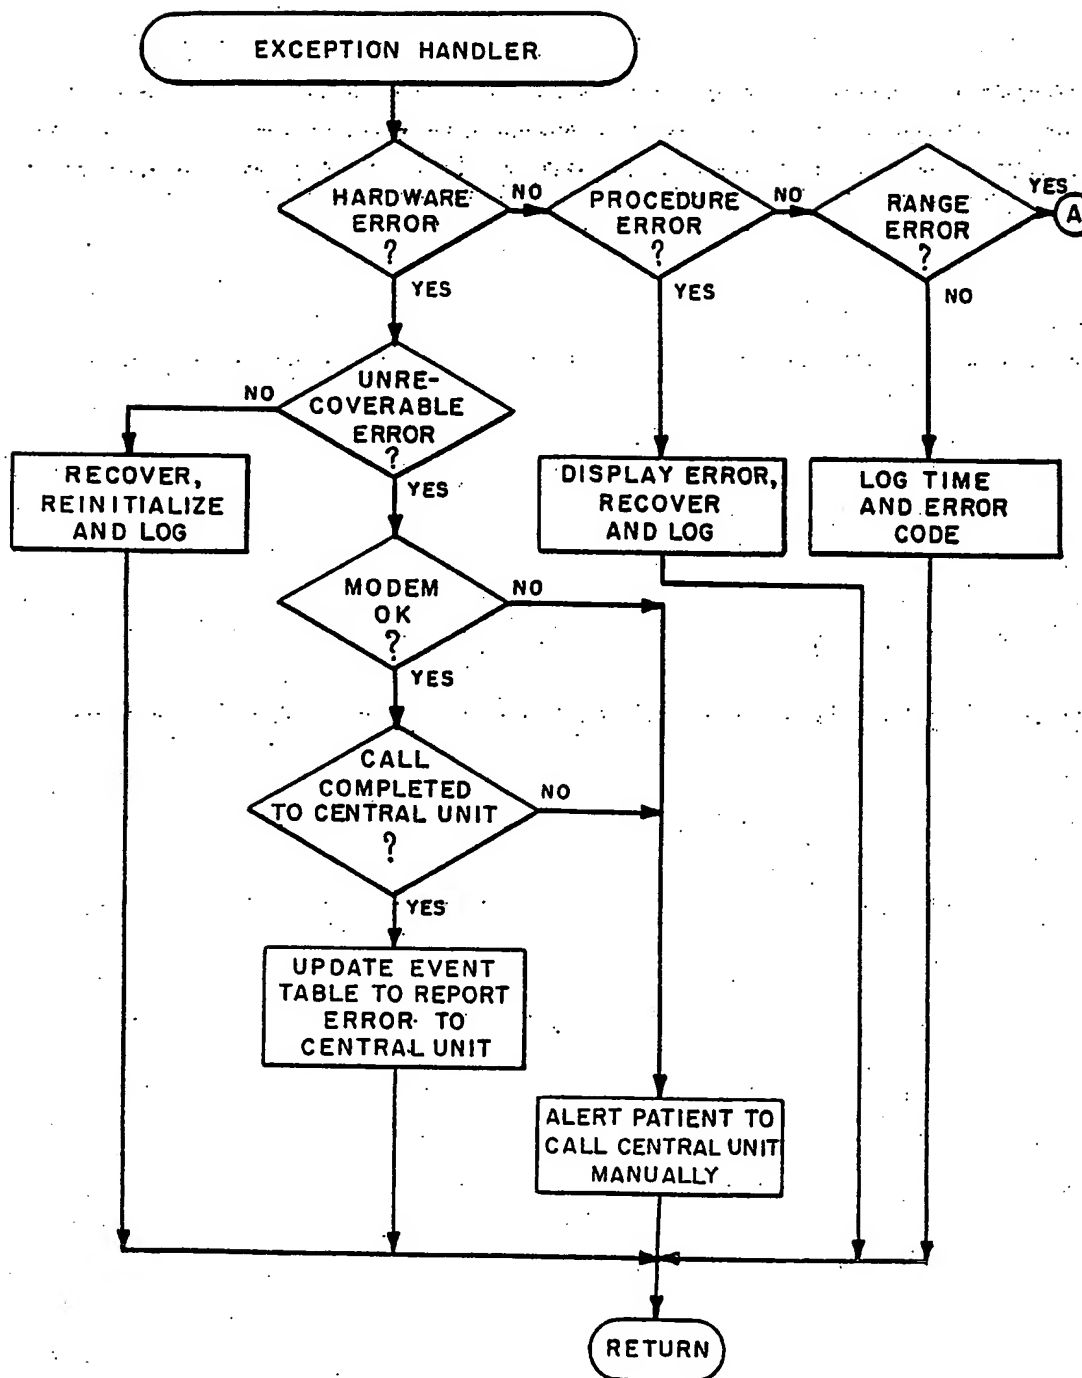 EXCEPTION HANDLER
HARDWARE
ERROR
?
NO
PROCEDURE
ERROR
?
NO
RANGE
ERROR
?
YES
A
YES
YES
NO
UNRE-
COVERABLE
ERROR
?
NO
YES
RECOVER,
REINITIALIZE
AND LOG
DISPLAY ERROR,
RECOVER
AND LOG
LOG TIME
AND ERROR
CODE
MODEM
OK
?
NO
YES
CALL
COMPLETED
TO CENTRAL UNIT
?
NO
YES
UPDATE EVENT
TABLE TO REPORT
ERROR TO
CENTRAL UNIT
ALERT PATIENT TO
CALL CENTRAL UNIT
MANUALLY
RETURN